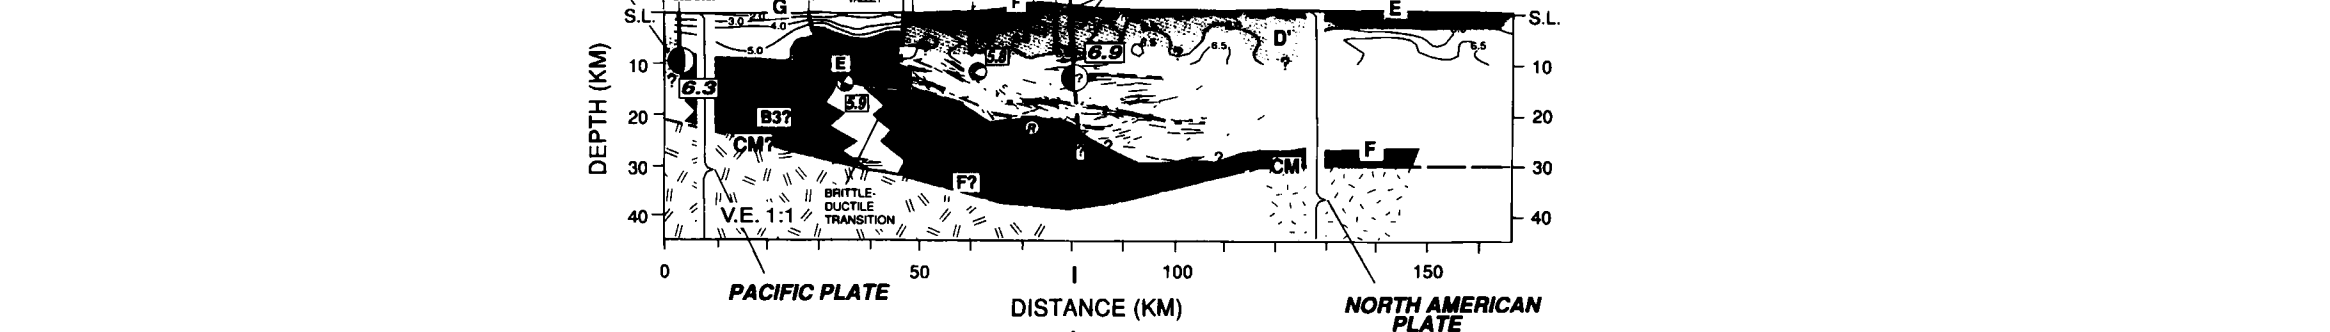 G
F
E
S.L.
S.L.
3.0
2.0
4.0
5.0
6.5
6.5
D'
?
E
5.8
6.9
?
6.3
?
5.9
10
10
DEPTH (KM)
B3?
R
20
20
CM?
?
?
?
F
30
30
CM
F?
BRITTLE-
DUCTILE
TRANSITION
V.E. 1:1
40
40
0
50
100
150
PACIFIC PLATE
DISTANCE (KM)
NORTH AMERICAN
PLATE